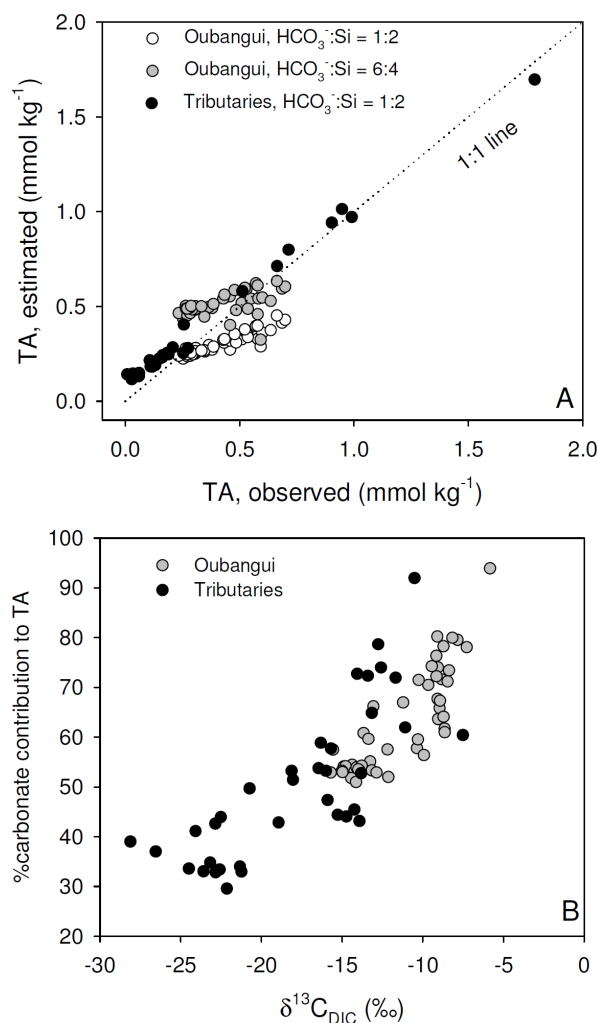 2.0
1.5
1.0
0.5
0.0
TA, estimated (mmol kg⁻¹)
Oubangui, HCO₃⁻:Si = 1:2
Oubangui, HCO₃⁻:Si = 6:4
Tributaries, HCO₃⁻:Si = 1:2
1:1 line
A
0.0 0.5 1.0 1.5 2.0
TA, observed (mmol kg⁻¹)
100
90
80
70
60
50
40
30
20
%carbonate contribution to TA
Oubangui
Tributaries
B
-30 -25 -20 -15 -10 -5 0
δ¹³C_DIC (‰)